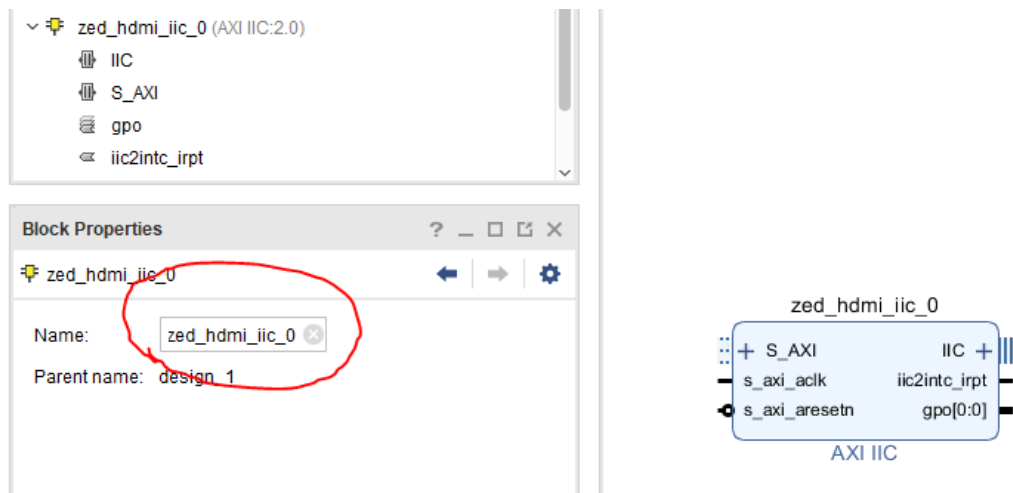 zed_hdmi_iic_0 (AXI IIC:2.0)
IIC
S_AXI
gpo
iic2intc_irpt
Block Properties
zed_hdmi_iic_0
Name: zed_hdmi_iic_0
Parent name: design_1
zed_hdmi_iic_0
S_AXI IIC
s_axi_aclk iic2intc_irpt
s_axi_aresetn gpo[0:0]
AXI IIC